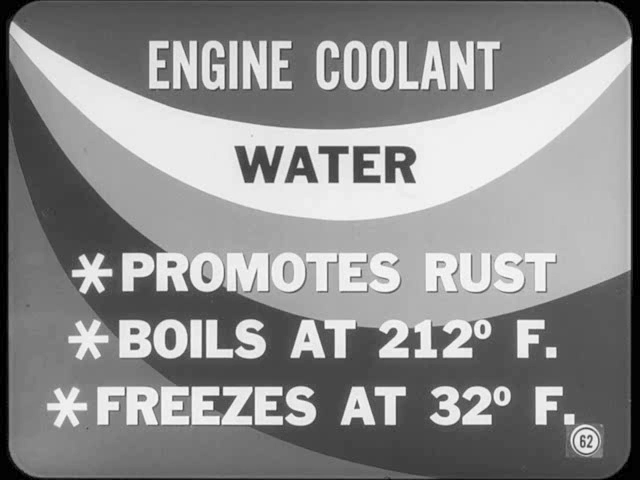 ENGINE COOLANT
WATER
*PROMOTES RUST
*BOILS AT 212° F.
*FREEZES AT 32° F.
62